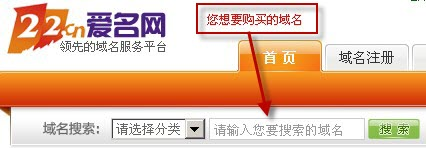 22.cn爱名网
领先的域名服务平台
您想要购买的域名
首 页
域名注册
域名搜索:
请选择分类
请输入您要搜索的域名
搜 索